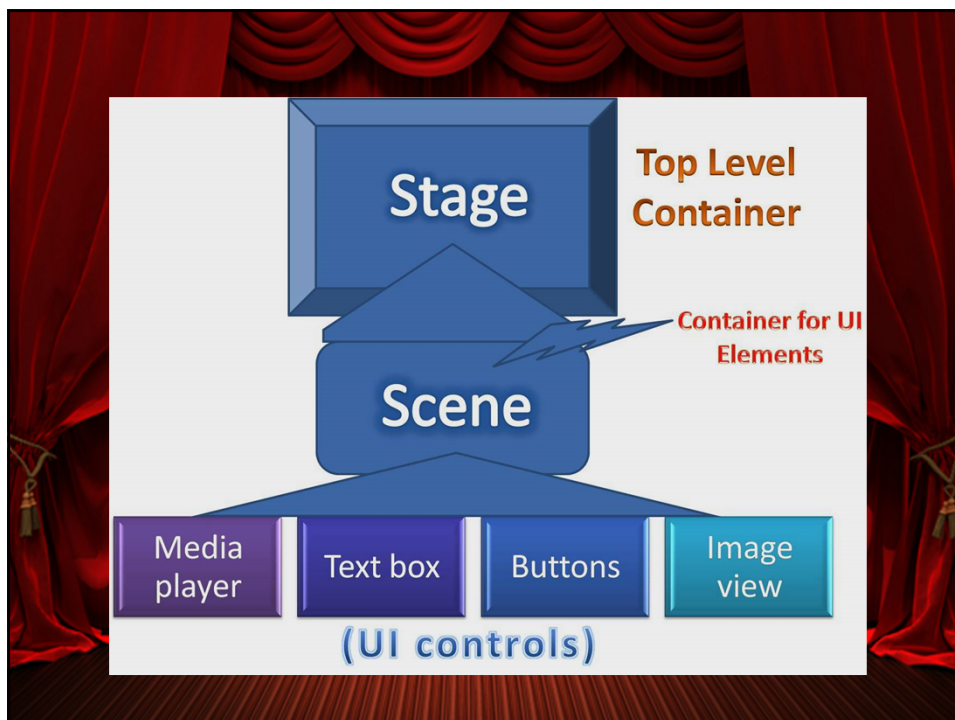 Stage
Top Level
Container
Container for UI
Elements
Scene
Media
player
Text box
Buttons
Image
view
(UI controls)